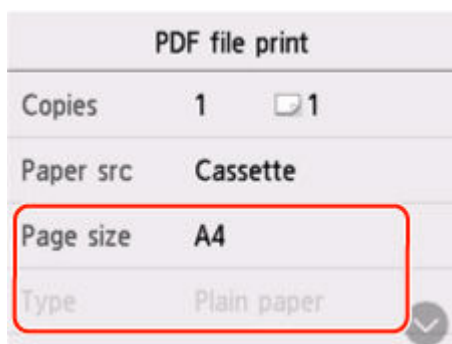 PDF file print
Copies 1 1
Paper src Cassette
Page size A4
Type Plain paper